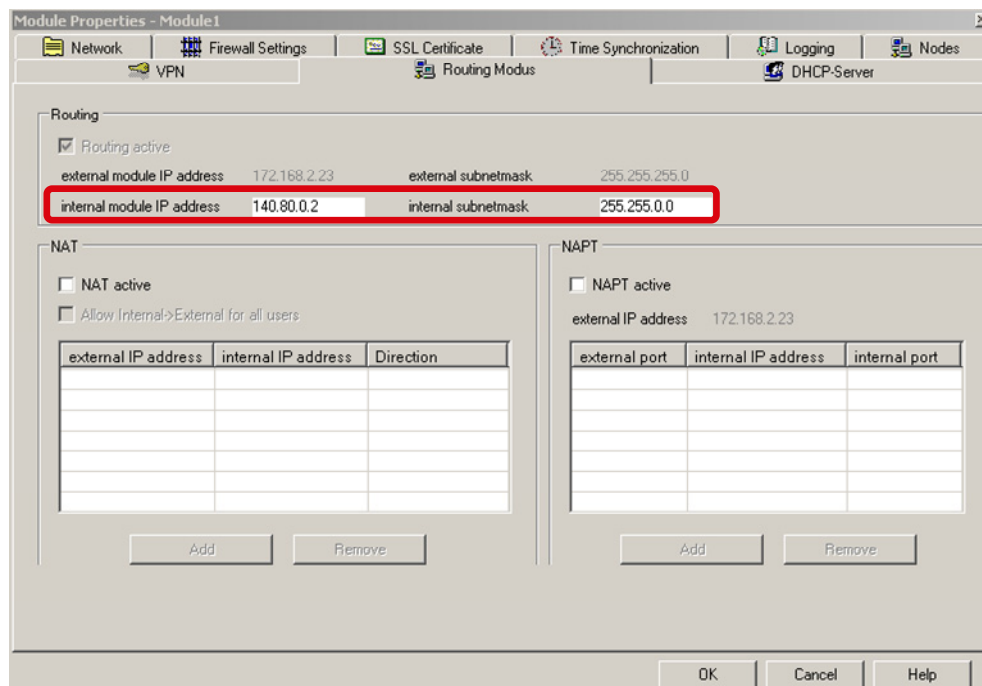 Module Properties - Module1
Network Firewall Settings SSL Certificate Time Synchronization Logging Nodes
VPN Routing Modus DHCP-Server
Routing
Routing active
external module IP address 172.168.2.23 external subnetmask 255.255.255.0
internal module IP address 140.80.0.2 internal subnetmask 255.255.0.0
NAT
NAT active
Allow Internal->External for all users
external IP address internal IP address Direction
Add Remove
NAPT
NAPT active
external IP address 172.168.2.23
external port internal IP address internal port
Add Remove
OK Cancel Help